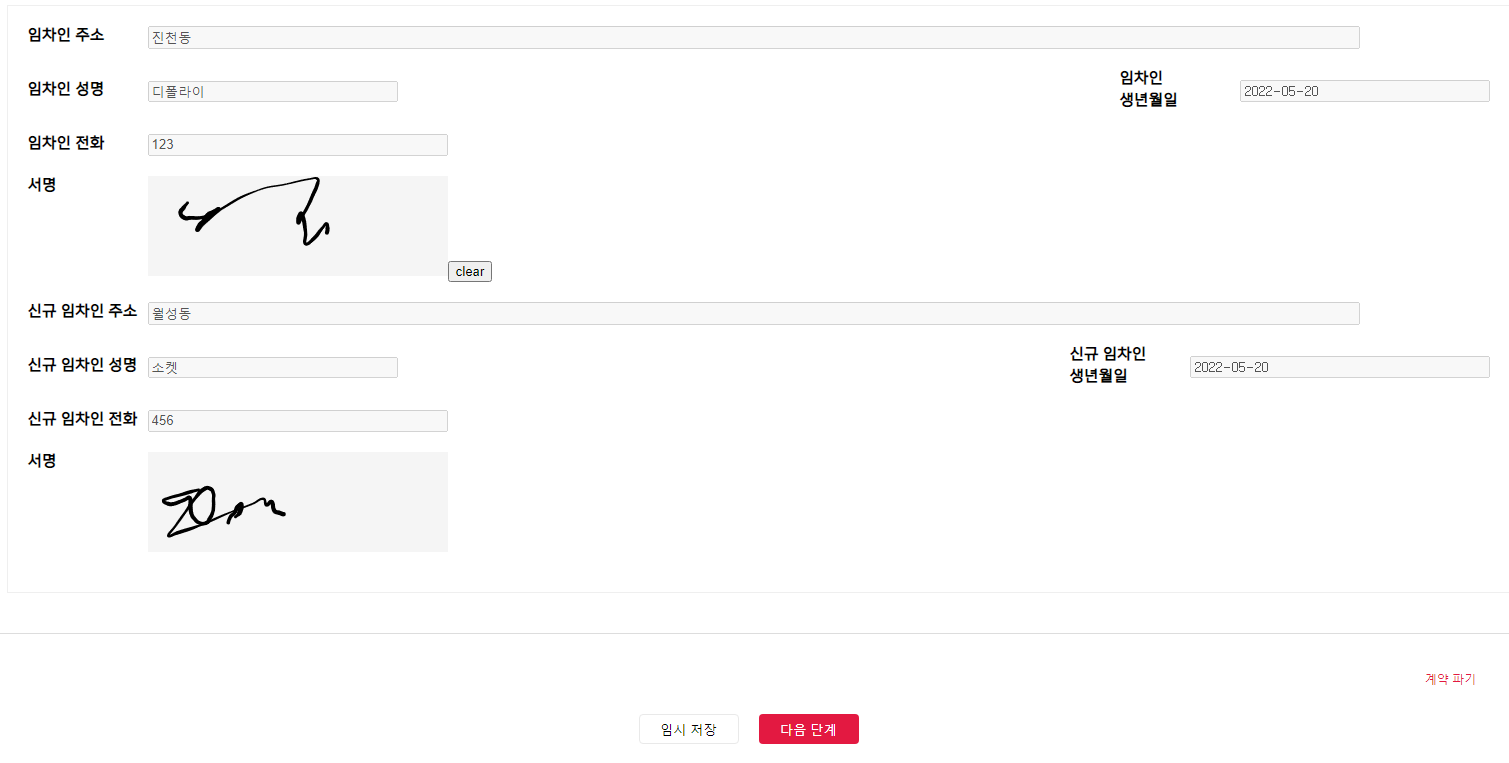 임차인 주소 진천동
임차인 성명 디폴라이 임차인 생년월일 2022-05-20
임차인 전화 123
서명
clear
신규 임차인 주소 월성동
신규 임차인 성명 소켓 신규 임차인 생년월일 2022-05-20
신규 임차인 전화 456
서명
계약 파기
임시 저장 다음 단계